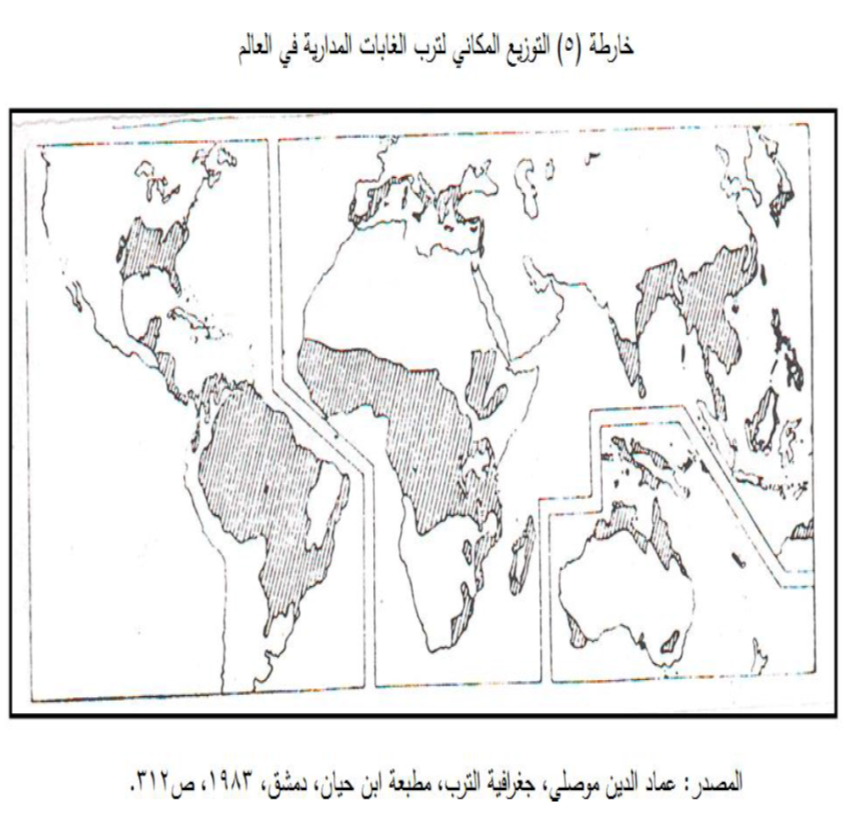 خارطة (٥) التوزيع المكاني لترب الغابات المدارية في العالم
المصدر: عماد الدين موصلي، جغرافية الترب، مطبعة ابن حيان، دمشق، ١٩٨٣، ص٣١٢.